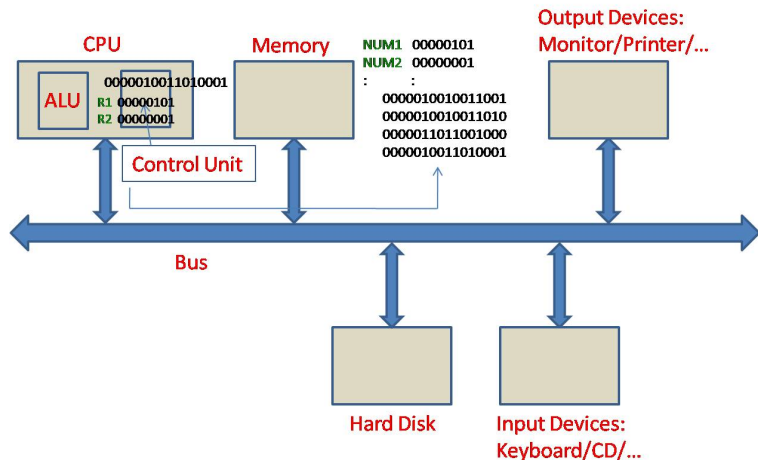 CPU
ALU
0000010011010001
R1 00000101
R2 00000001
Control Unit
Memory
NUM1 00000101
NUM2 00000001
: :
0000010010011001
0000010010011010
0000011011001000
0000010011010001
Output Devices:
Monitor/Printer/...
Bus
Hard Disk
Input Devices:
Keyboard/CD/...